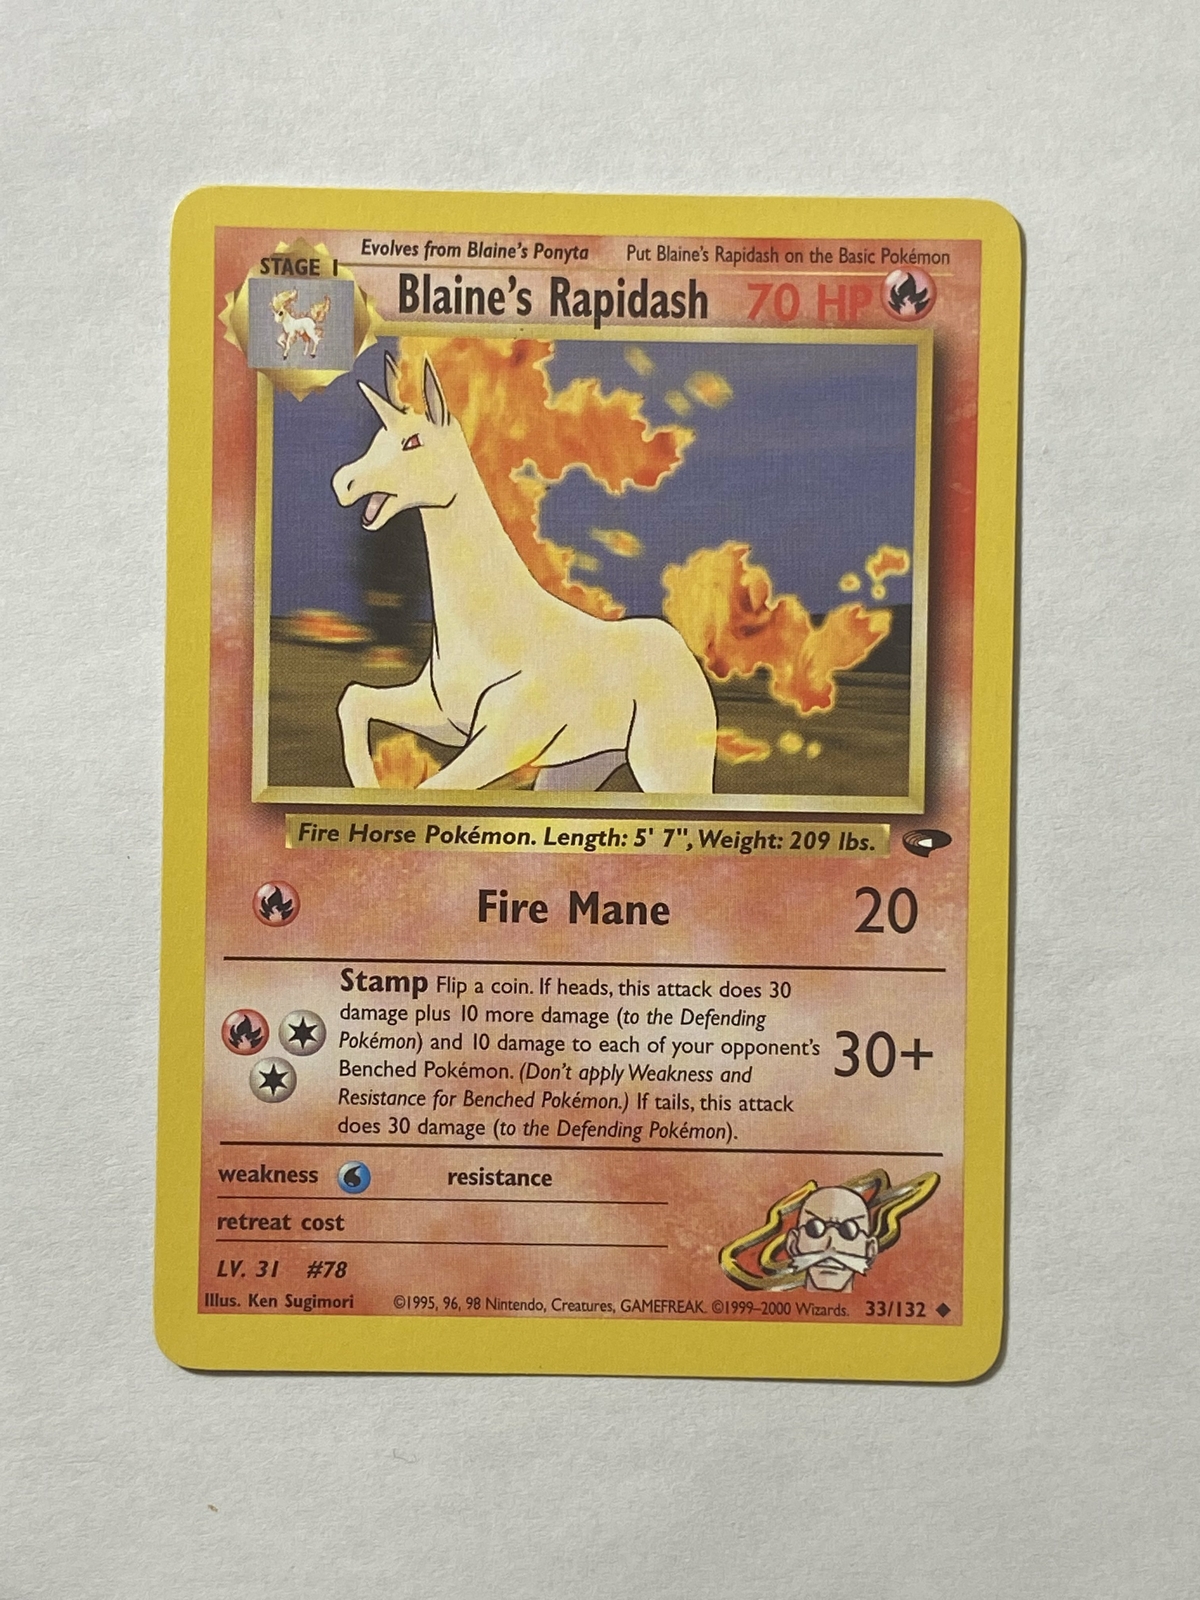 Evolves from Blaine's Ponyta Put Blaine's Rapidash on the Basic Pokémon
STAGE 1
Blaine's Rapidash 70 HP
Fire Horse Pokémon. Length: 5' 7", Weight: 209 lbs.
Fire Mane 20
Stamp Flip a coin. If heads, this attack does 30
damage plus 10 more damage (to the Defending
Pokémon) and 10 damage to each of your opponent's
Benched Pokémon. (Don't apply Weakness and
Resistance for Benched Pokémon.) If tails, this attack
does 30 damage (to the Defending Pokémon).
30+
weakness resistance
retreat cost
LV. 31 #78
Illus. Ken Sugimori ©1995, 96, 98 Nintendo, Creatures, GAMEFREAK. ©1999–2000 Wizards. 33/132